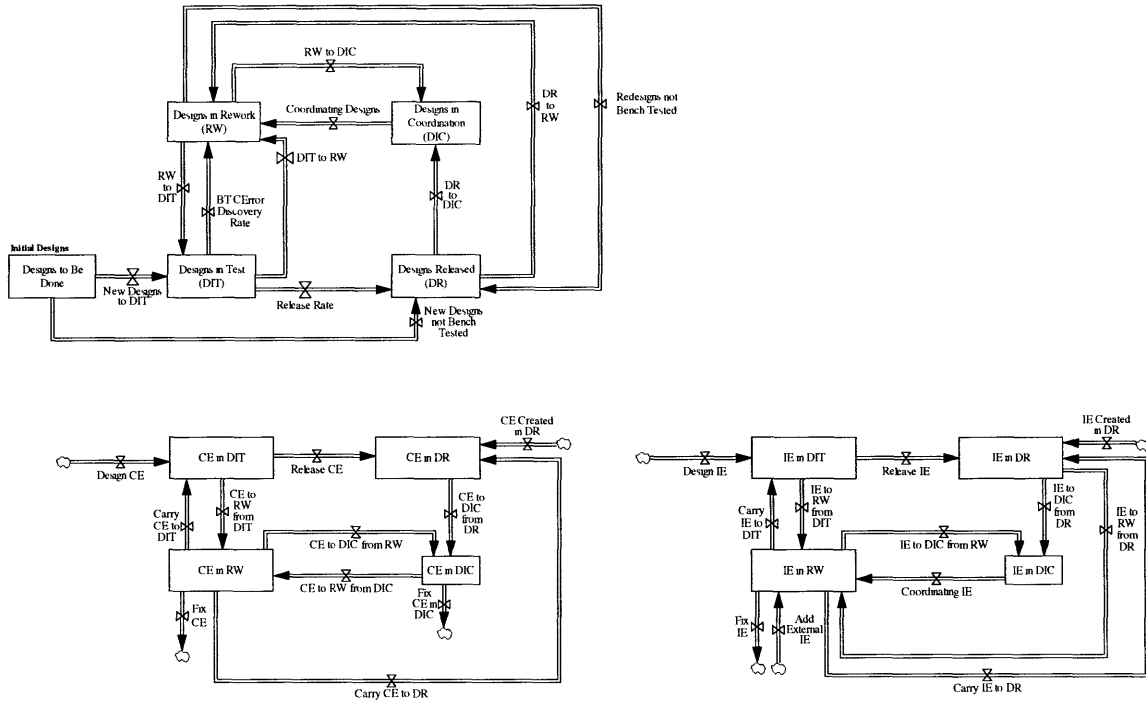 RW to DIC
DR
to
RW
Redesigns not
Bench Tested
Coordinating Designs
Designs in Rework
(RW)
Designs in
Coordination
(DIC)
DIT to RW
RW
to
DIT
BT CError
Discovery
Rate
DR
to
DIC
Initial Designs
Designs to Be
Done
Designs in Test
(DIT)
Designs Released
(DR)
New Designs
to DIT
Release Rate
New Designs
not Bench
Tested
CE Created
in DR
CE in DIT
CE in DR
Design CE
Release CE
Carry
CE to
DIT
CE to
RW
from
DIT
CE to
DIC
from
DR
CE to DIC from RW
CE in RW
CE in DIC
CE to RW from DIC
Fix
CE
Fix
CE in
DIC
Carry CE to DR
IE Created
in DR
IE in DIT
IE in DR
Design IE
Release IE
Carry
IE to
DIT
IE to
RW
from
DIT
IE to
DIC
from
DR
IE to
RW
from
DR
IE to DIC from RW
IE in RW
IE in DIC
Coordinating IE
Fix
IE
Add
External
IE
Carry IE to DR